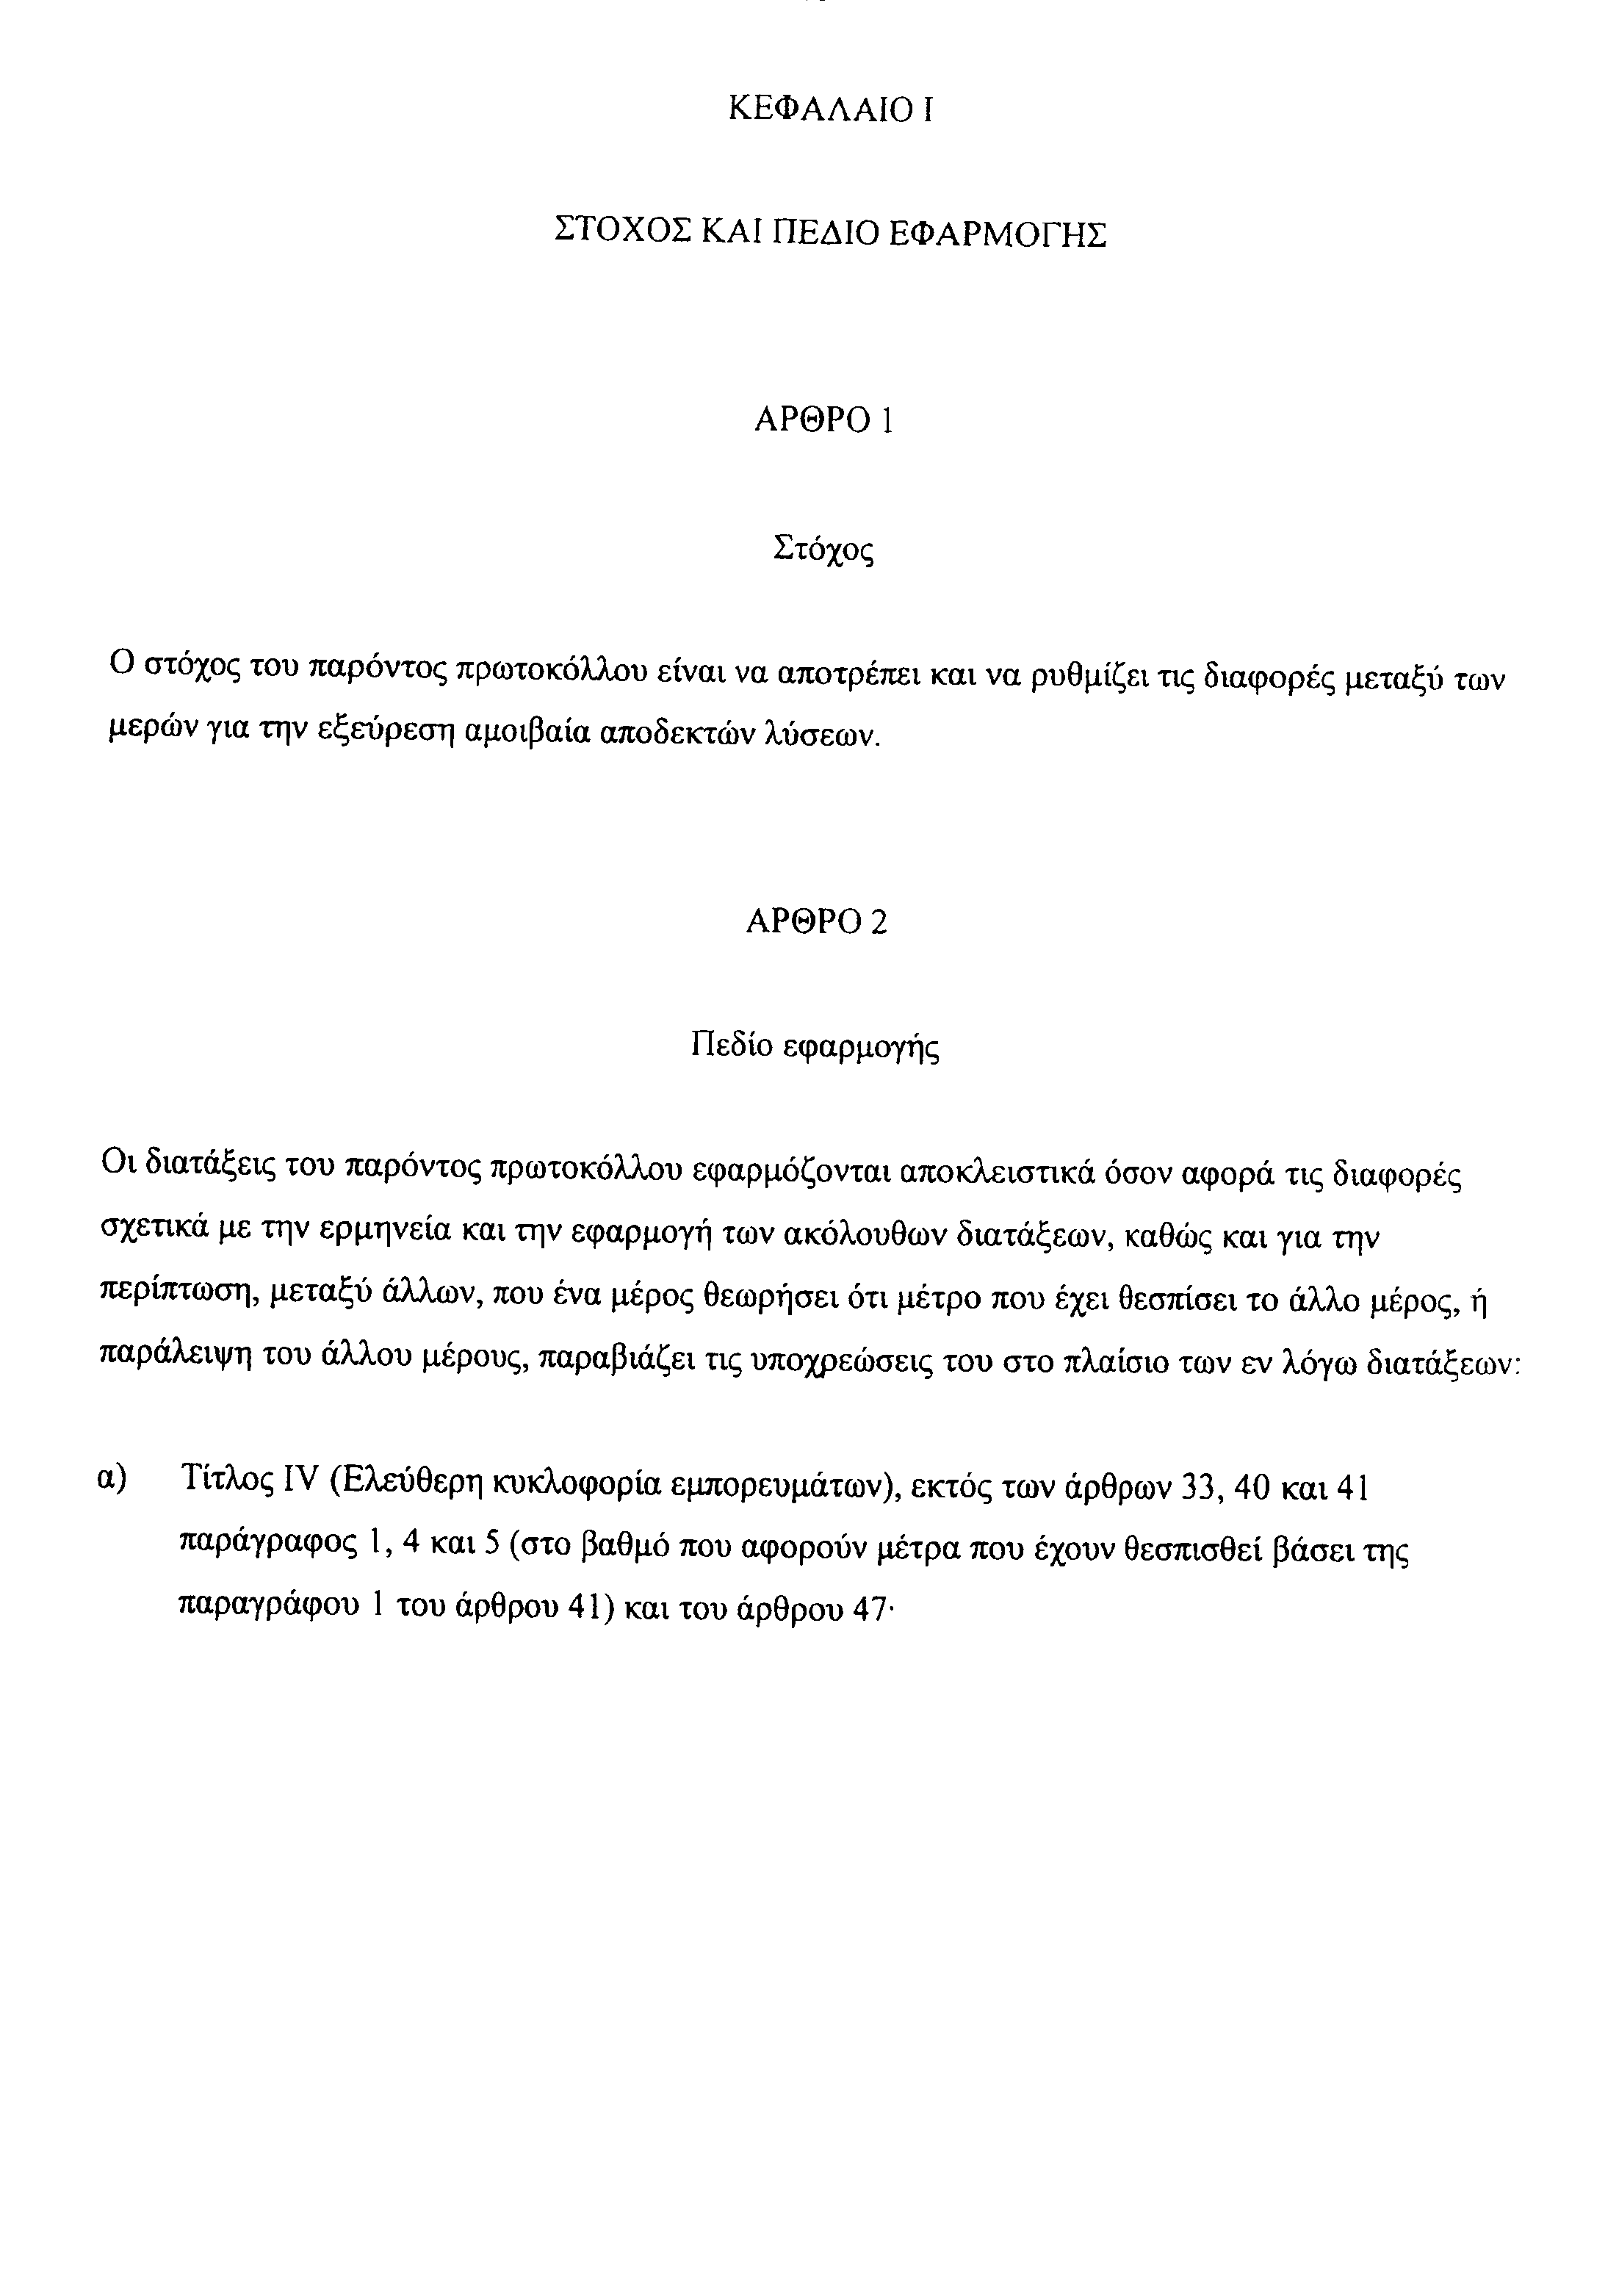 ΚΕΦΑΛΑΙΟ Ι
ΣΤΟΧΟΣ ΚΑΙ ΠΕΔΙΟ ΕΦΑΡΜΟΓΗΣ
ΑΡΘΡΟ 1
Στόχος
Ο στόχος του παρόντος πρωτοκόλλου είναι να αποτρέπει και να ρυθμίζει τις διαφορές μεταξύ των
μερών για την εξεύρεση αμοιβαία αποδεκτών λύσεων.
ΑΡΘΡΟ 2
Πεδίο εφαρμογής
Οι διατάξεις του παρόντος πρωτοκόλλου εφαρμόζονται αποκλειστικά όσον αφορά τις διαφορές
σχετικά με την ερμηνεία και την εφαρμογή των ακόλουθων διατάξεων, καθώς και για την
περίπτωση, μεταξύ άλλων, που ένα μέρος θεωρήσει ότι μέτρο που έχει θεσπίσει το άλλο μέρος, ή
παράλειψη του άλλου μέρους, παραβιάζει τις υποχρεώσεις του στο πλαίσιο των εν λόγω διατάξεων:
α) Τίτλος IV (Ελεύθερη κυκλοφορία εμπορευμάτων), εκτός των άρθρων 33, 40 και 41
παράγραφος 1, 4 και 5 (στο βαθμό που αφορούν μέτρα που έχουν θεσπισθεί βάσει της
παραγράφου 1 του άρθρου 41) και του άρθρου 47·